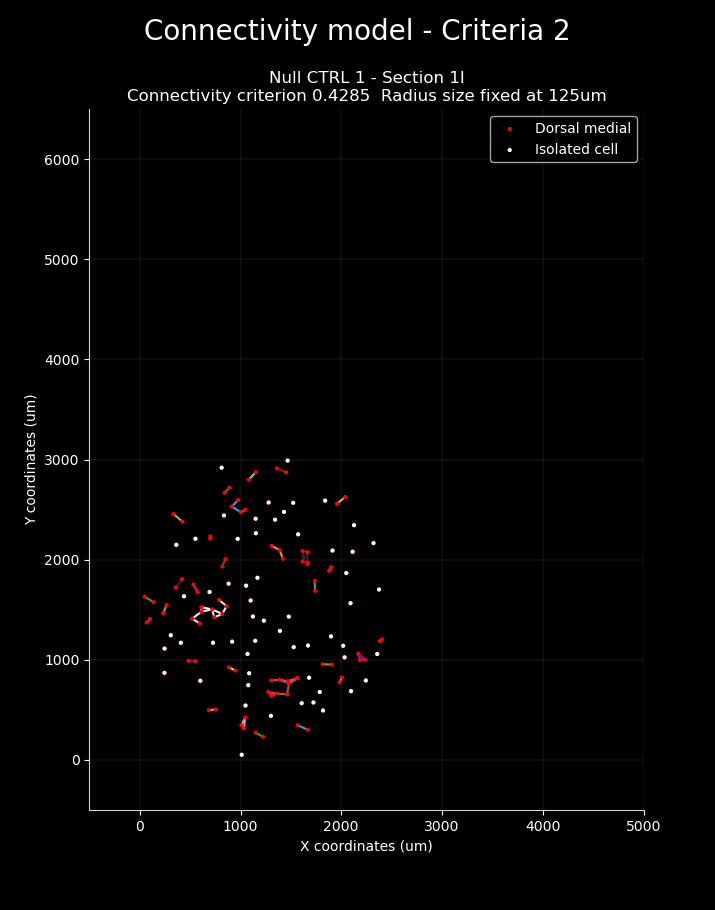 Connectivity model - Criteria 2
Null CTRL 1 - Section 1l
Connectivity criterion 0.4285  Radius size fixed at 125um
Dorsal medial
Isolated cell
6000
5000
4000
3000
2000
1000
0
Y coordinates (um)
0
1000
2000
3000
4000
5000
X coordinates (um)